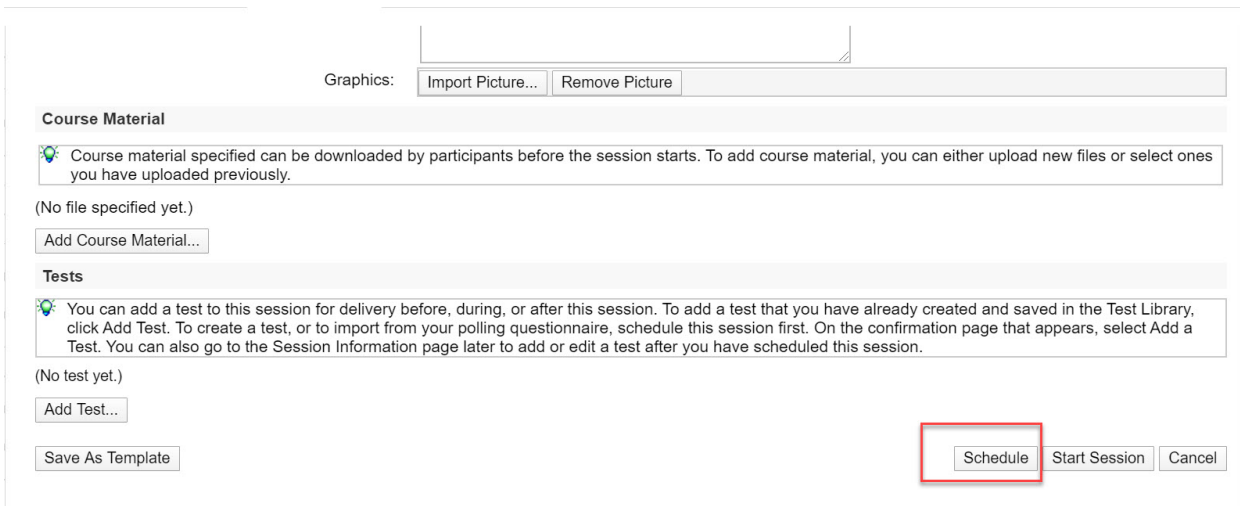 Graphics: Import Picture... Remove Picture
Course Material
Course material specified can be downloaded by participants before the session starts. To add course material, you can either upload new files or select ones
you have uploaded previously.
(No file specified yet.)
Add Course Material...
Tests
You can add a test to this session for delivery before, during, or after this session. To add a test that you have already created and saved in the Test Library,
click Add Test. To create a test, or to import from your polling questionnaire, schedule this session first. On the confirmation page that appears, select Add a
Test. You can also go to the Session Information page later to add or edit a test after you have scheduled this session.
(No test yet.)
Add Test...
Save As Template Schedule Start Session Cancel